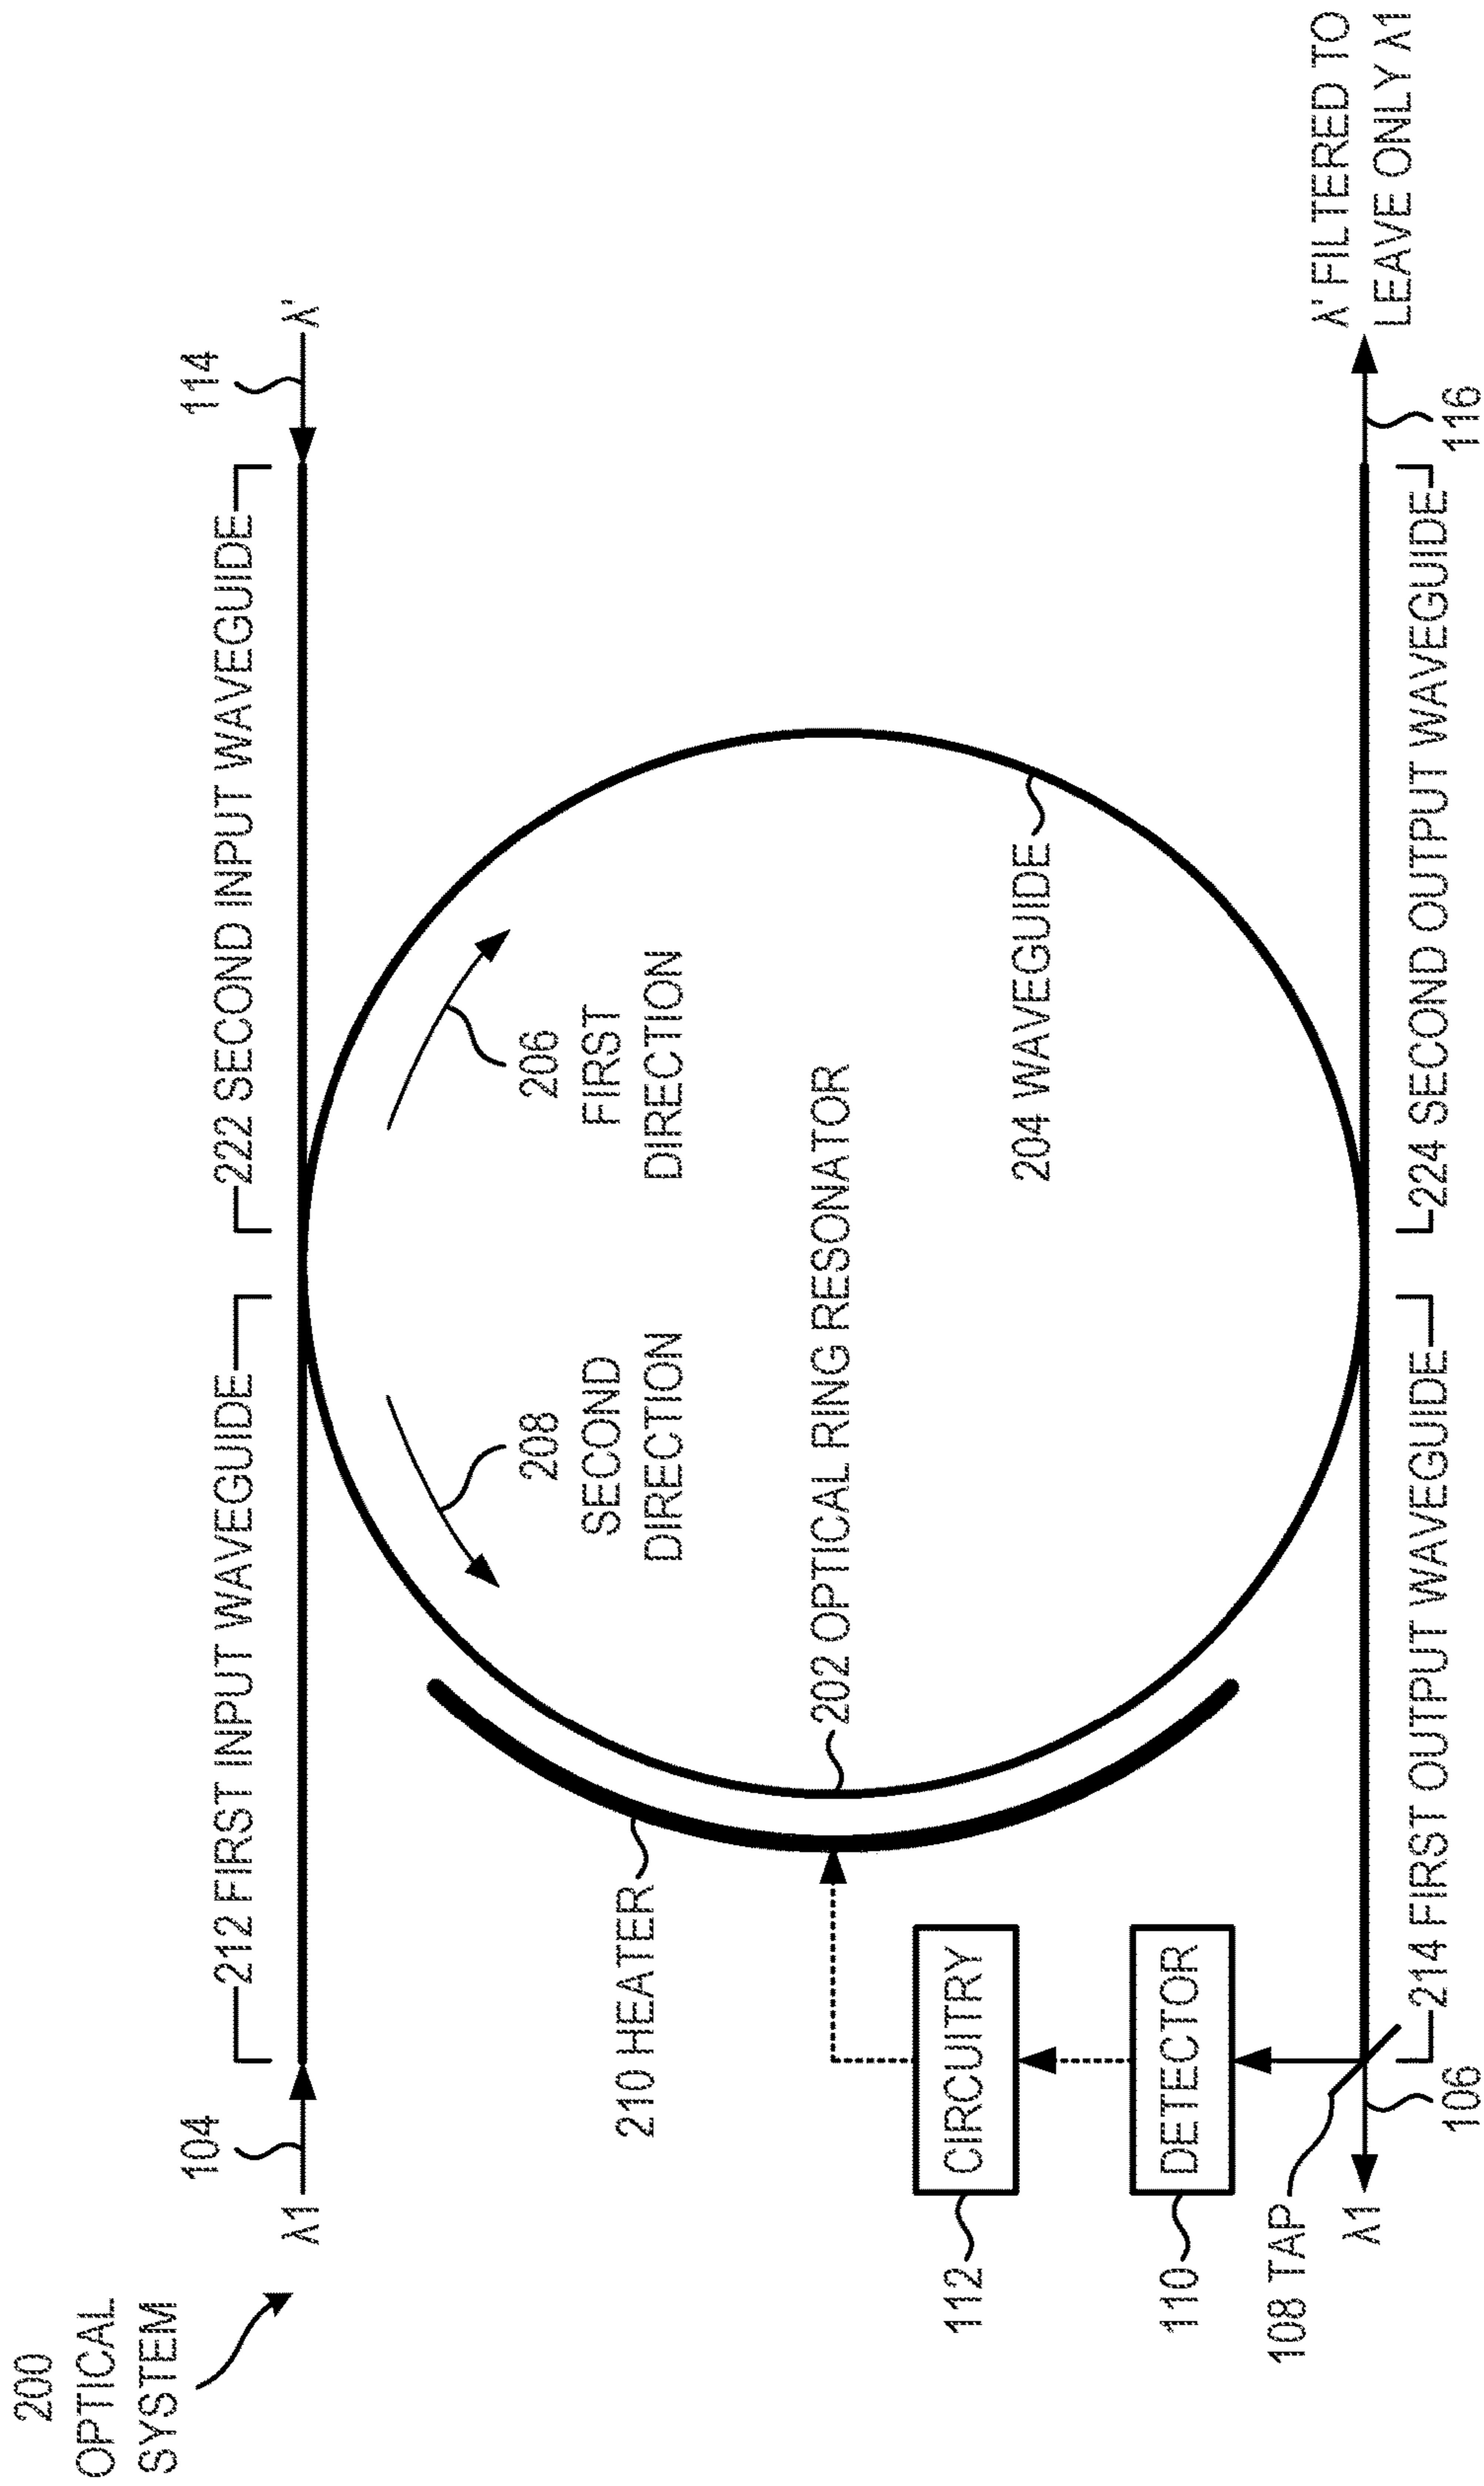 200
OPTICAL
SYSTEM
λ1
104
212 FIRST INPUT WAVEGUIDE
222 SECOND INPUT WAVEGUIDE
114
λ'
208
SECOND
DIRECTION
206
FIRST
DIRECTION
210 HEATER
202 OPTICAL RING RESONATOR
204 WAVEGUIDE
112
CIRCUITRY
110
DETECTOR
108 TAP
λ1
106
214 FIRST OUTPUT WAVEGUIDE
224 SECOND OUTPUT WAVEGUIDE
116
λ' FILTERED TO
LEAVE ONLY λ1